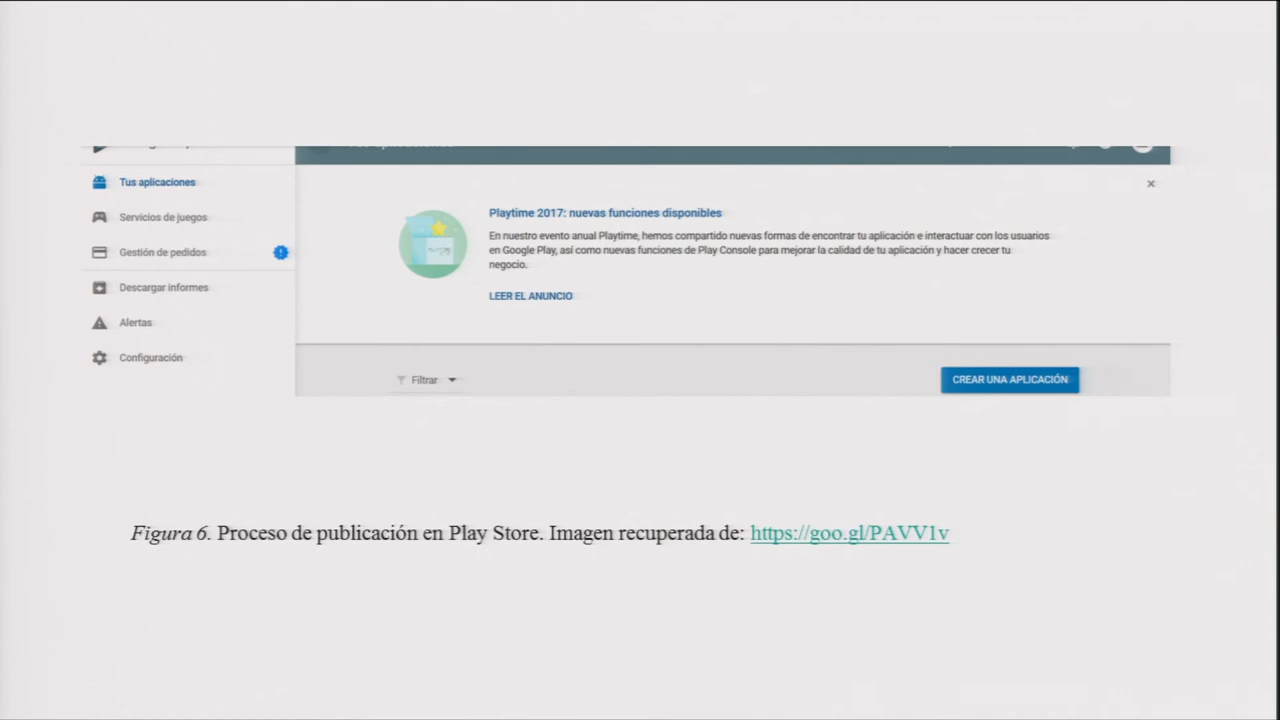 Tus aplicaciones
Servicios de juegos
Gestión de pedidos
Descargar informes
Alertas
Configuración
Playtime 2017: nuevas funciones disponibles
En nuestro evento anual Playtime, hemos compartido nuevas formas de encontrar tu aplicación e interactuar con los usuarios
en Google Play, así como nuevas funciones de Play Console para mejorar la calidad de tu aplicación y hacer crecer tu
negocio.
LEER EL ANUNCIO
Filtrar
CREAR UNA APLICACIÓN
Figura 6. Proceso de publicación en Play Store. Imagen recuperada de: https://goo.gl/PAVV1v